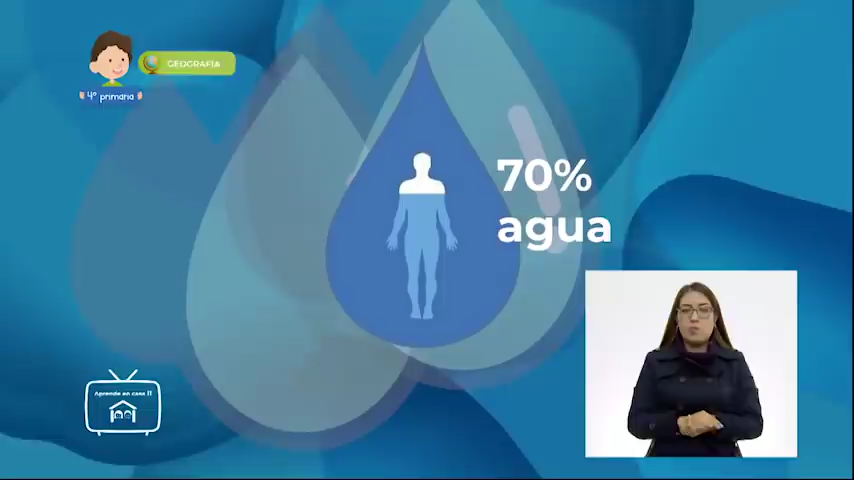 GEOGRAFÍA
4° primaria
70%
agua
Aprende en casa II